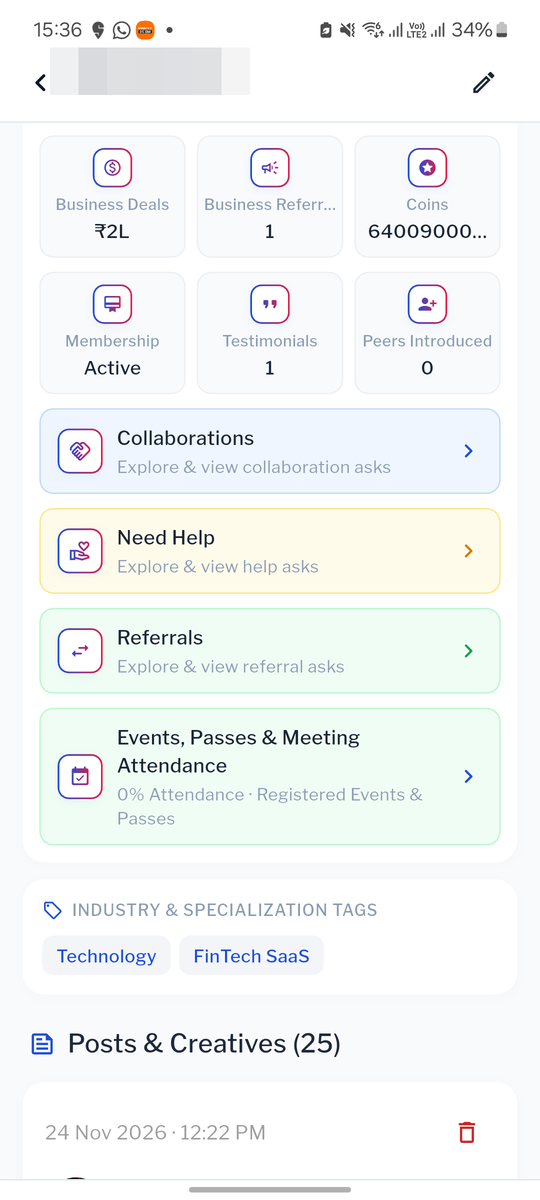 15:36
Vo))
LTE2
34%
Business Deals
₹2L
Business Referr...
1
Coins
64009000...
Membership
Active
Testimonials
1
Peers Introduced
0
Collaborations
Explore & view collaboration asks
Need Help
Explore & view help asks
Referrals
Explore & view referral asks
Events, Passes & Meeting
Attendance
0% Attendance · Registered Events &
Passes
INDUSTRY & SPECIALIZATION TAGS
Technology
FinTech SaaS
Posts & Creatives (25)
24 Nov 2026 · 12:22 PM